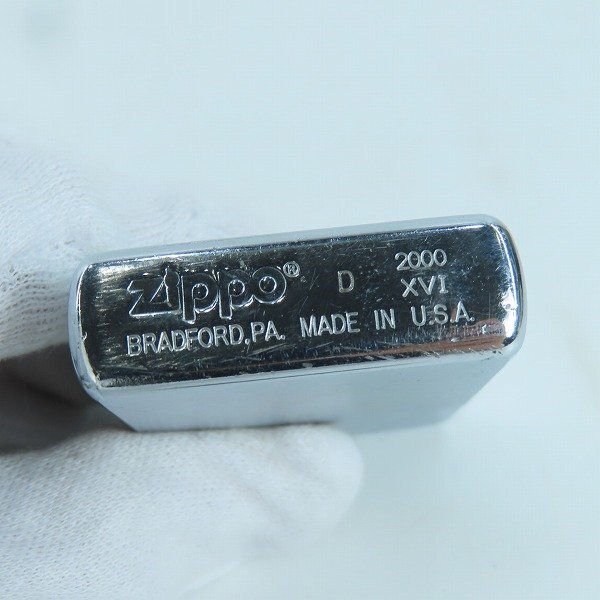 Zippo® D 2000
XVI
BRADFORD,PA. MADE IN U.S.A.